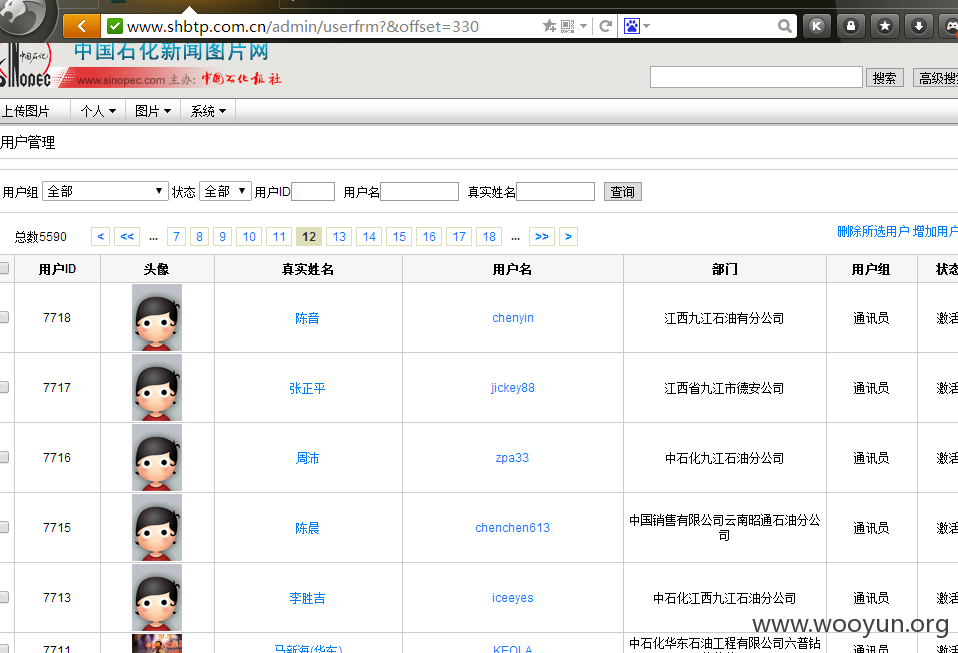 www.shbtp.com.cn/admin/userfrm?&offset=330
中国石化新闻图片网
中国石化
SINOPEC
www.sinopec.com 主办: 中国石化报社
搜索 高级搜
上传图片 个人 图片 系统
用户管理
用户组 全部 状态 全部 用户ID 用户名 真实姓名 查询
总数5590 < << ... 7 8 9 10 11 12 13 14 15 16 17 18 ... >> > 删除所选用户 增加用户
用户ID 头像 真实姓名 用户名 部门 用户组 状态
7718 陈音 chenyin 江西九江石油有分公司 通讯员 激活
7717 张正平 jickey88 江西省九江市德安公司 通讯员 激活
7716 周沛 zpa33 中石化九江石油分公司 通讯员 激活
7715 陈晨 chenchen613 中国销售有限公司云南昭通石油分公司 通讯员 激活
7713 李胜吉 iceeyes 中石化江西九江石油分公司 通讯员 激活
7711 马新海(华东) KEOLA 中石化华东石油工程有限公司六普钻 通讯员 激活
www.wooyun.org